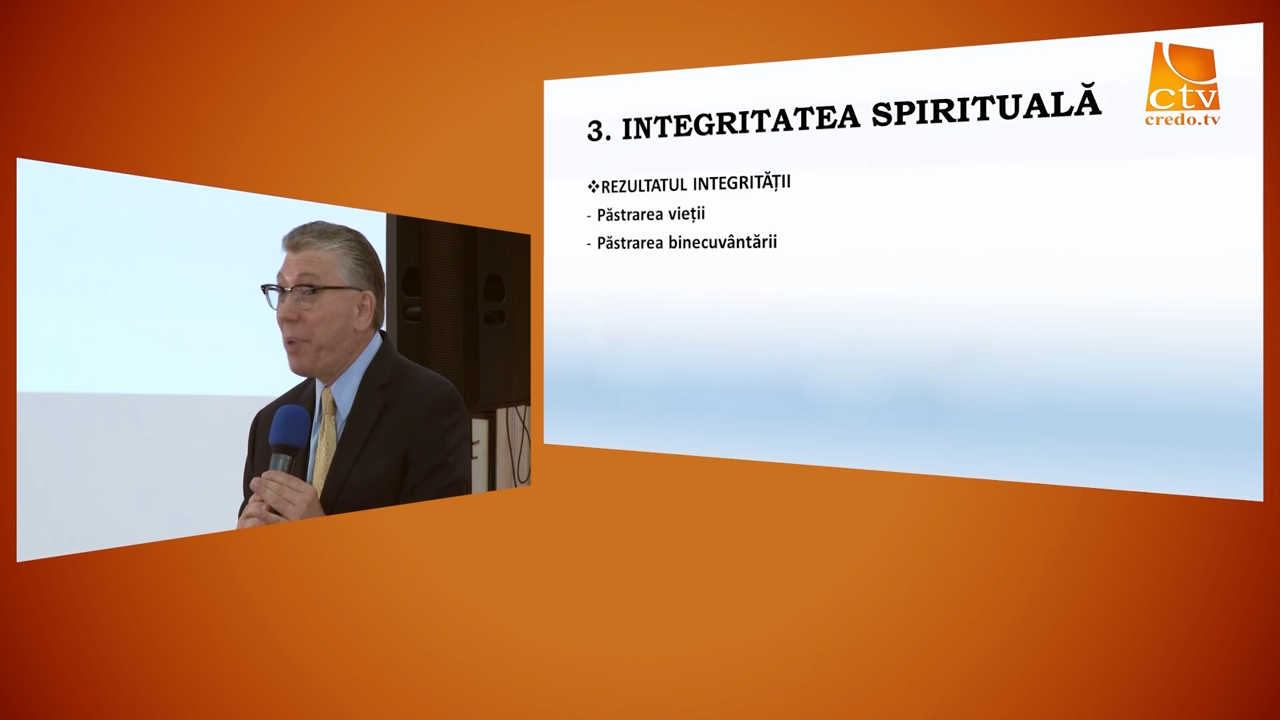 3. INTEGRITATEA SPIRITUALĂ
❖REZULTATUL INTEGRITĂȚII
- Păstrarea vieții
- Păstrarea binecuvântării
ctv
credo.tv